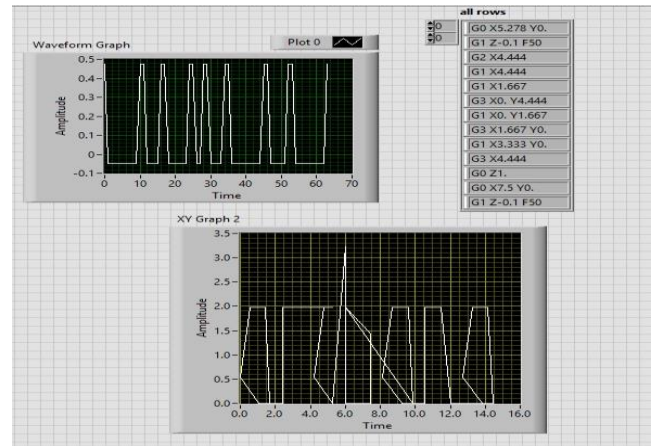 all rows
Waveform Graph
Plot 0
0
0
G0 X5.278 Y0.
G1 Z-0.1 F50
G2 X4.444
G1 X4.444
G1 X1.667
G3 X0. Y4.444
G1 X0. Y1.667
G3 X1.667 Y0.
G1 X3.333 Y0.
G3 X4.444
G0 Z1.
G0 X7.5 Y0.
G1 Z-0.1 F50
0.5
0.4
0.3
0.2
0.1
0
-0.1
Amplitude
0 10 20 30 40 50 60 70
Time
XY Graph 2
3.5
3.0
2.5
2.0
1.5
1.0
0.5
0.0
Amplitude
0.0 2.0 4.0 6.0 8.0 10.0 12.0 14.0 16.0
Time